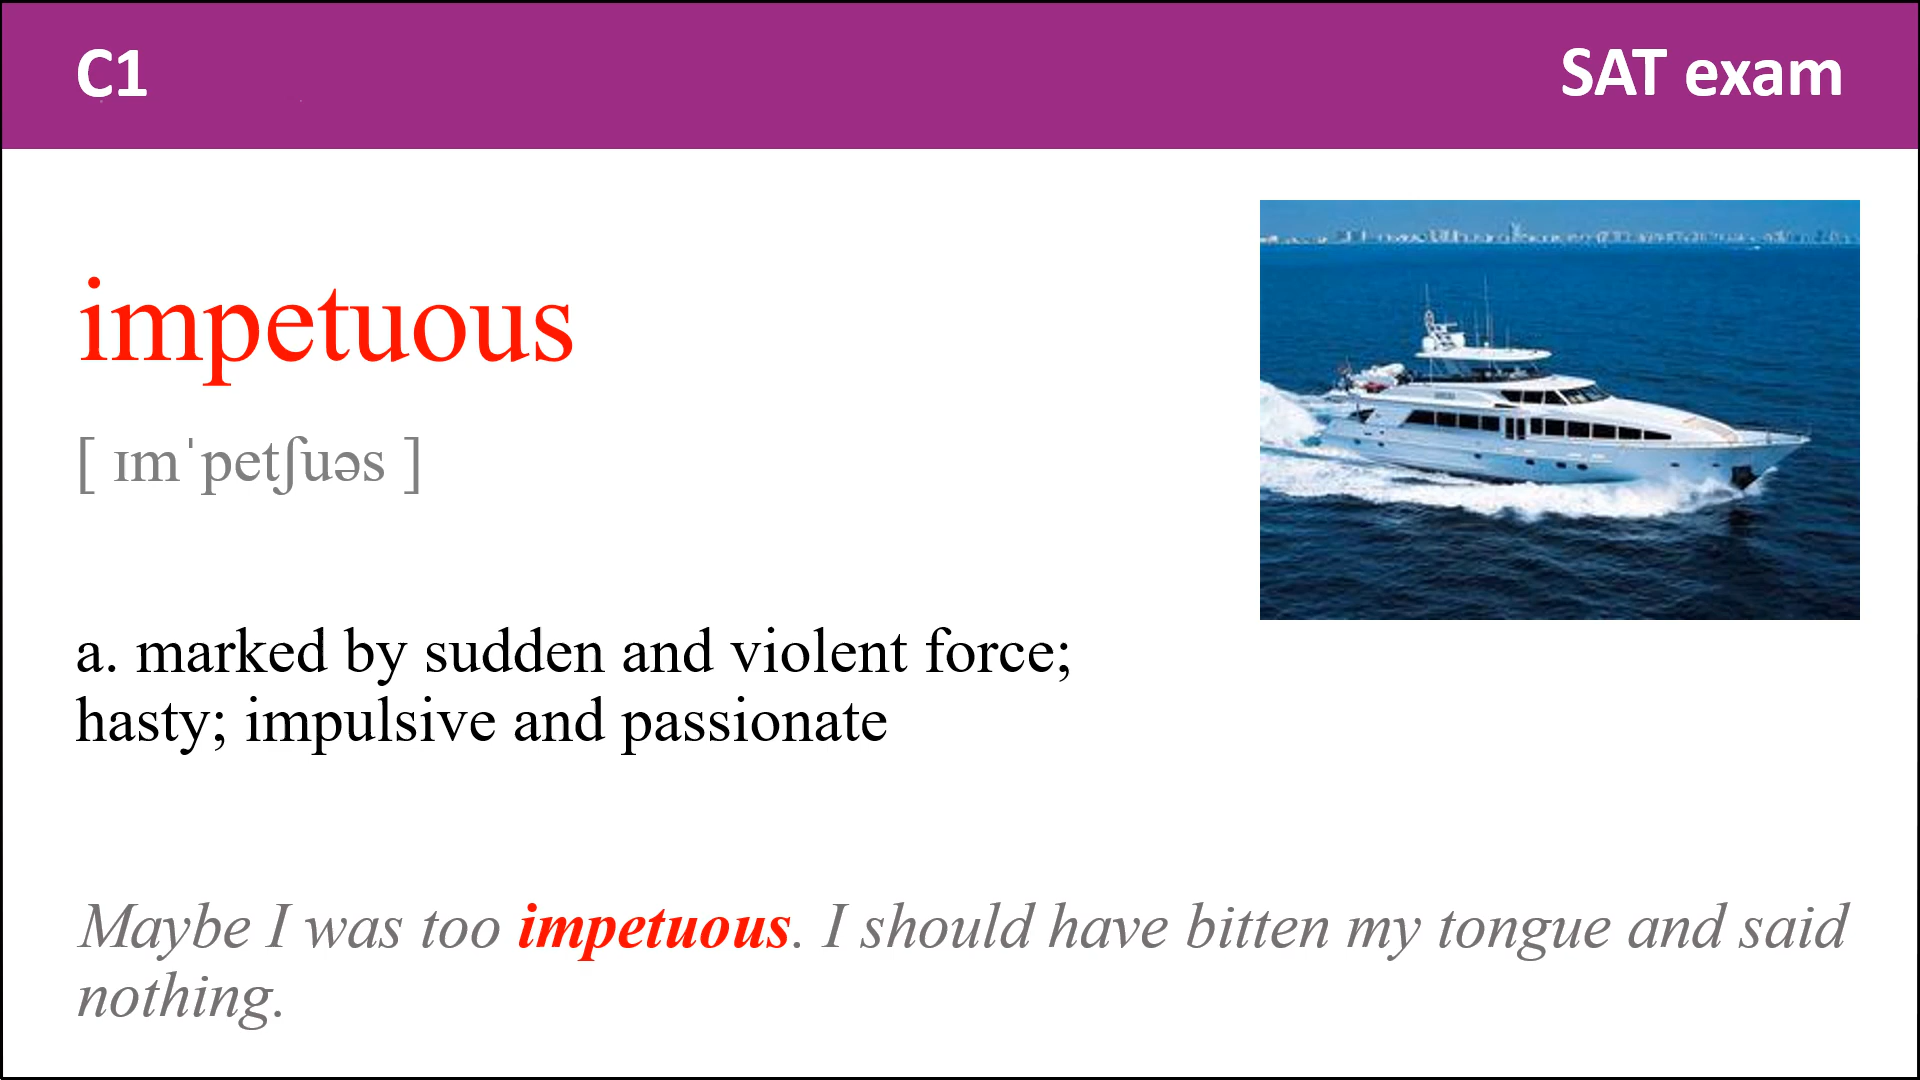 C1
SAT exam
impetuous
[ ɪmˈpetʃuəs ]
a. marked by sudden and violent force;
hasty; impulsive and passionate
Maybe I was too impetuous. I should have bitten my tongue and said
nothing.